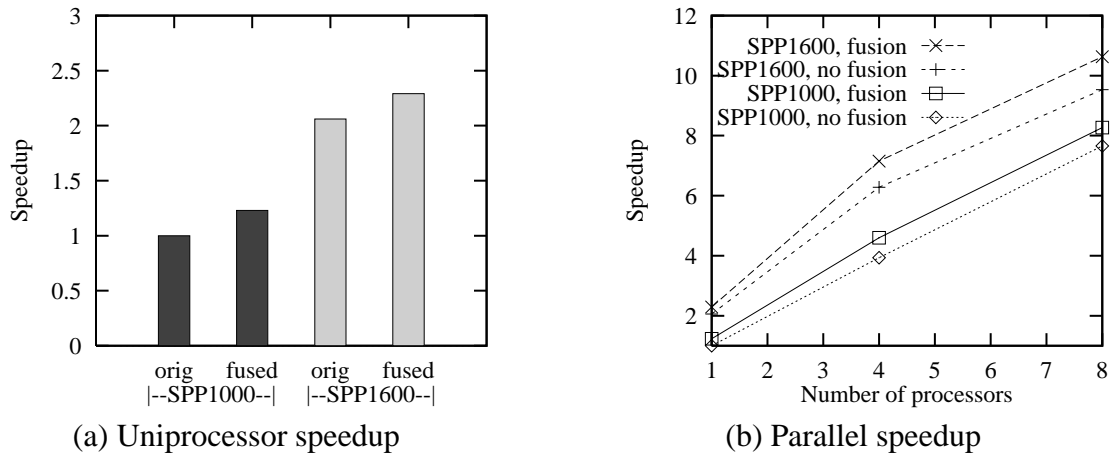 3
2.5
2
1.5
1
0.5
0
Speedup
orig fused orig fused
|--SPP1000--| |--SPP1600--|
(a) Uniprocessor speedup
12
10
8
6
4
2
Speedup
SPP1600, fusion
SPP1600, no fusion
SPP1000, fusion
SPP1000, no fusion
1 2 3 4 5 6 7 8
Number of processors
(b) Parallel speedup